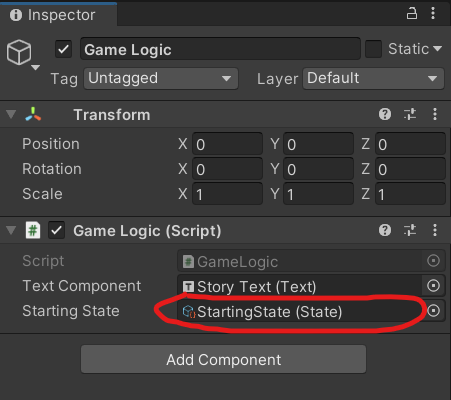 Inspector
Game Logic Static
Tag Untagged Layer Default
Transform
Position X 0 Y 0 Z 0
Rotation X 0 Y 0 Z 0
Scale X 1 Y 1 Z 1
# Game Logic (Script)
Script # GameLogic
Text Component T Story Text (Text)
Starting State StartingState (State)
Add Component